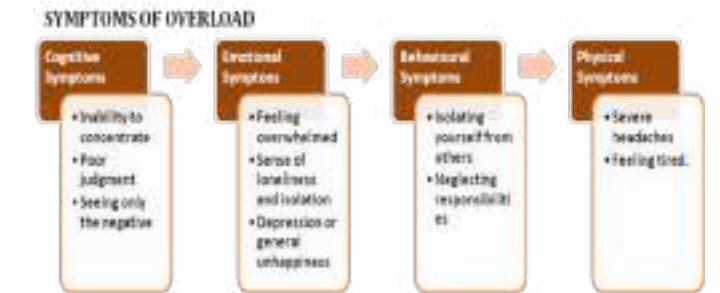 SYMPTOMS OF OVERLOAD
Cognitive
Symptoms
• Inability to
concentrate
• Poor
judgment
• Seeing only
the negative
Emotional
Symptom
• Feeling
overwhelmed
• Sense of
loneliness
and isolation
• Depression or
general
unhappiness
Behavioural
Symptoms
• Isolating
yourself from
others
• Neglecting
responsibiliti
es
Physical
Symptoms
• Severe
headaches
• Feeling tired.